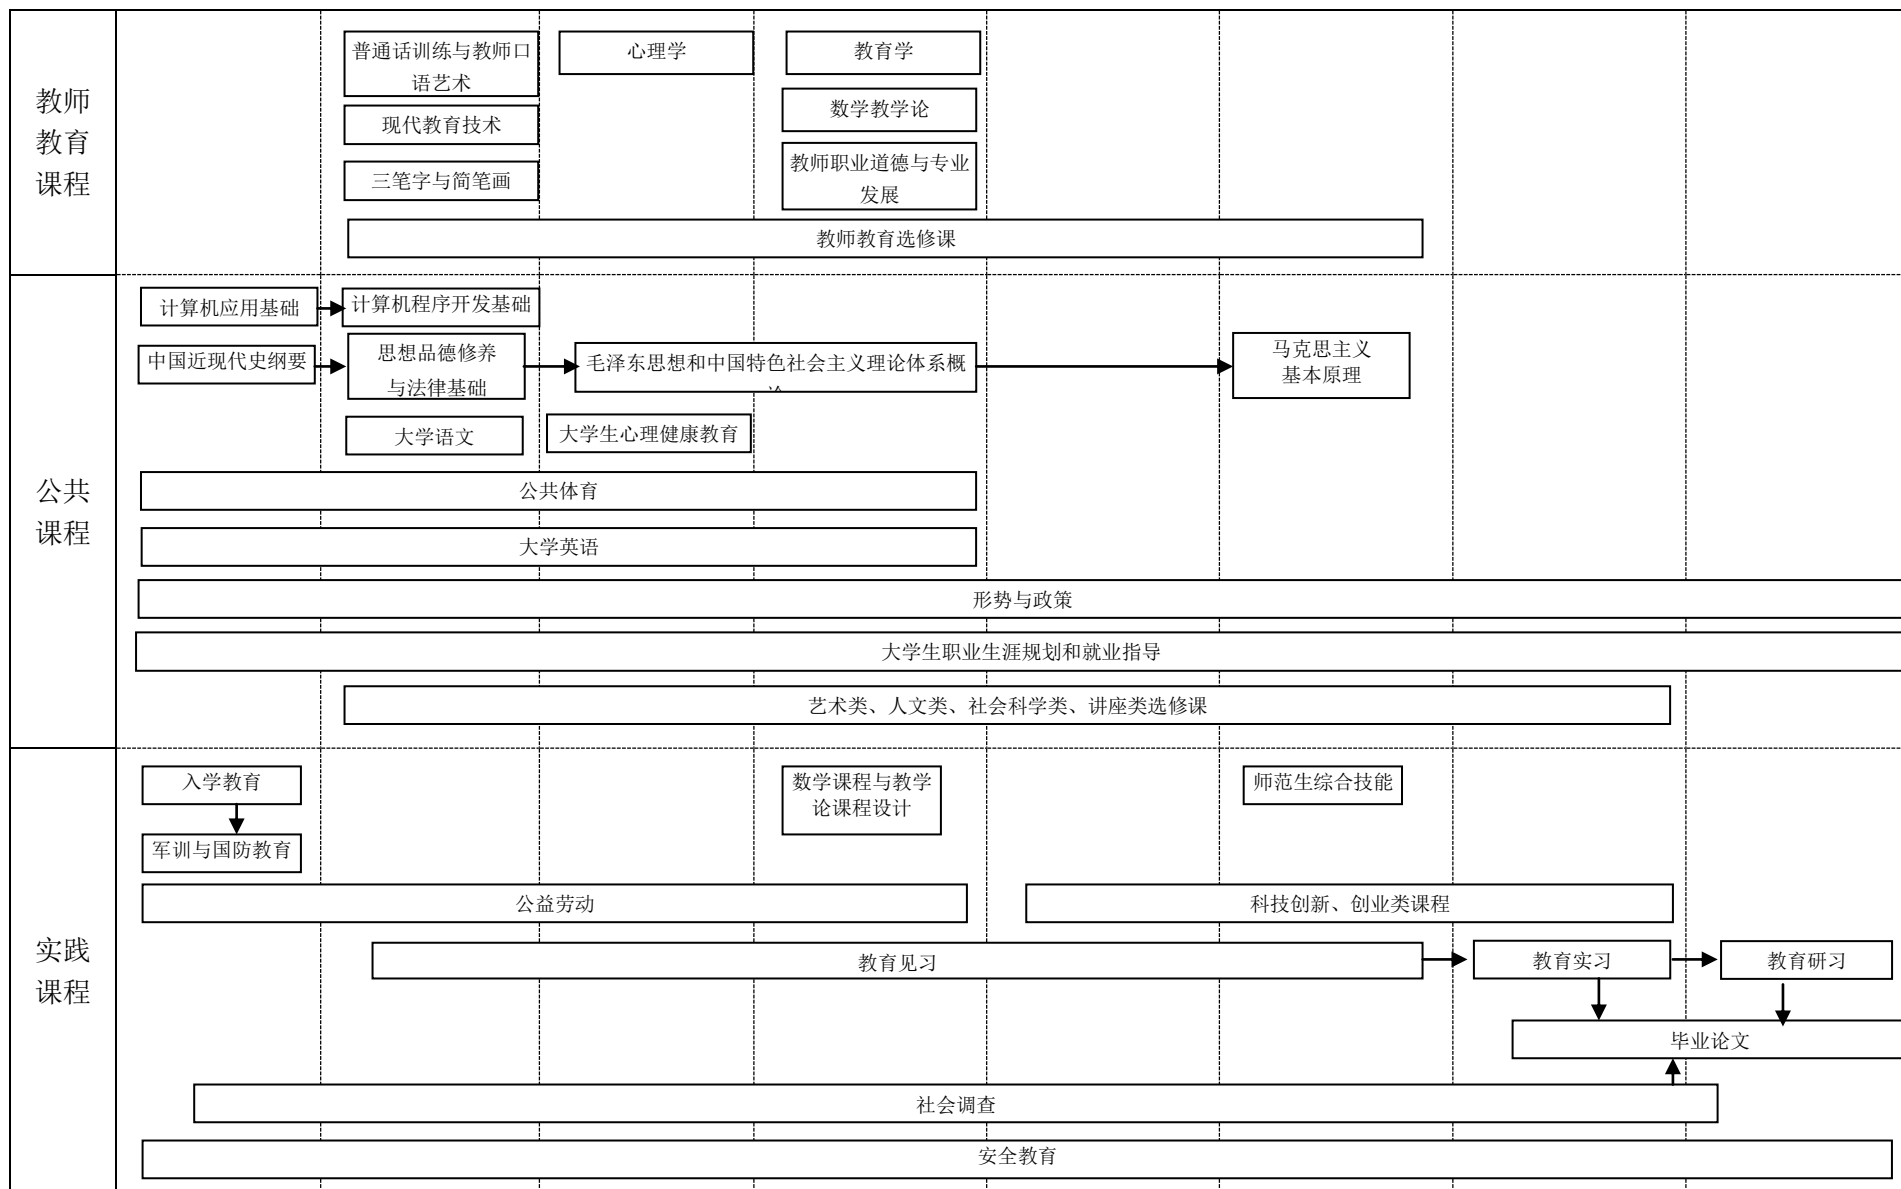 教师
教育
课程
普通话训练与教师口
语艺术
心理学
教育学
现代教育技术
数学教学论
三笔字与简笔画
教师职业道德与专业
发展
教师教育选修课
公共
课程
计算机应用基础
计算机程序开发基础
中国近现代史纲要
思想品德修养
与法律基础
毛泽东思想和中国特色社会主义理论体系概
马克思主义
基本原理
大学语文
大学生心理健康教育
公共体育
大学英语
形势与政策
大学生职业生涯规划和就业指导
艺术类、人文类、社会科学类、讲座类选修课
实践
课程
入学教育
数学课程与教学
论课程设计
师范生综合技能
军训与国防教育
公益劳动
科技创新、创业类课程
教育见习
教育实习
教育研习
毕业论文
社会调查
安全教育